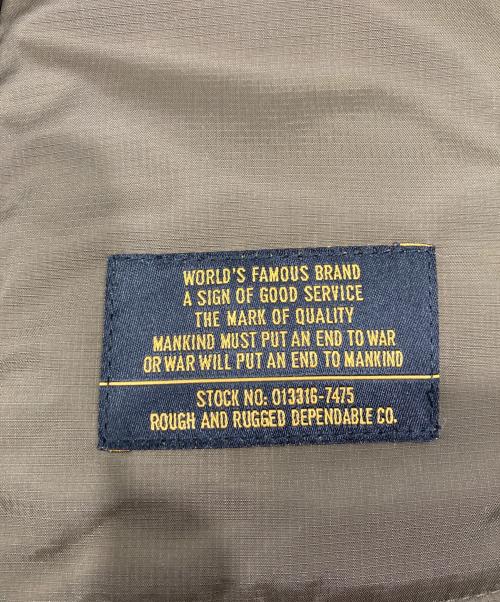 WORLD'S FAMOUS BRAND
A SIGN OF GOOD SERVICE
THE MARK OF QUALITY
MANKIND MUST PUT AN END TO WAR
OR WAR WILL PUT AN END TO MANKIND
STOCK NO: 013316-7475
ROUGH AND RUGGED DEPENDABLE CO.